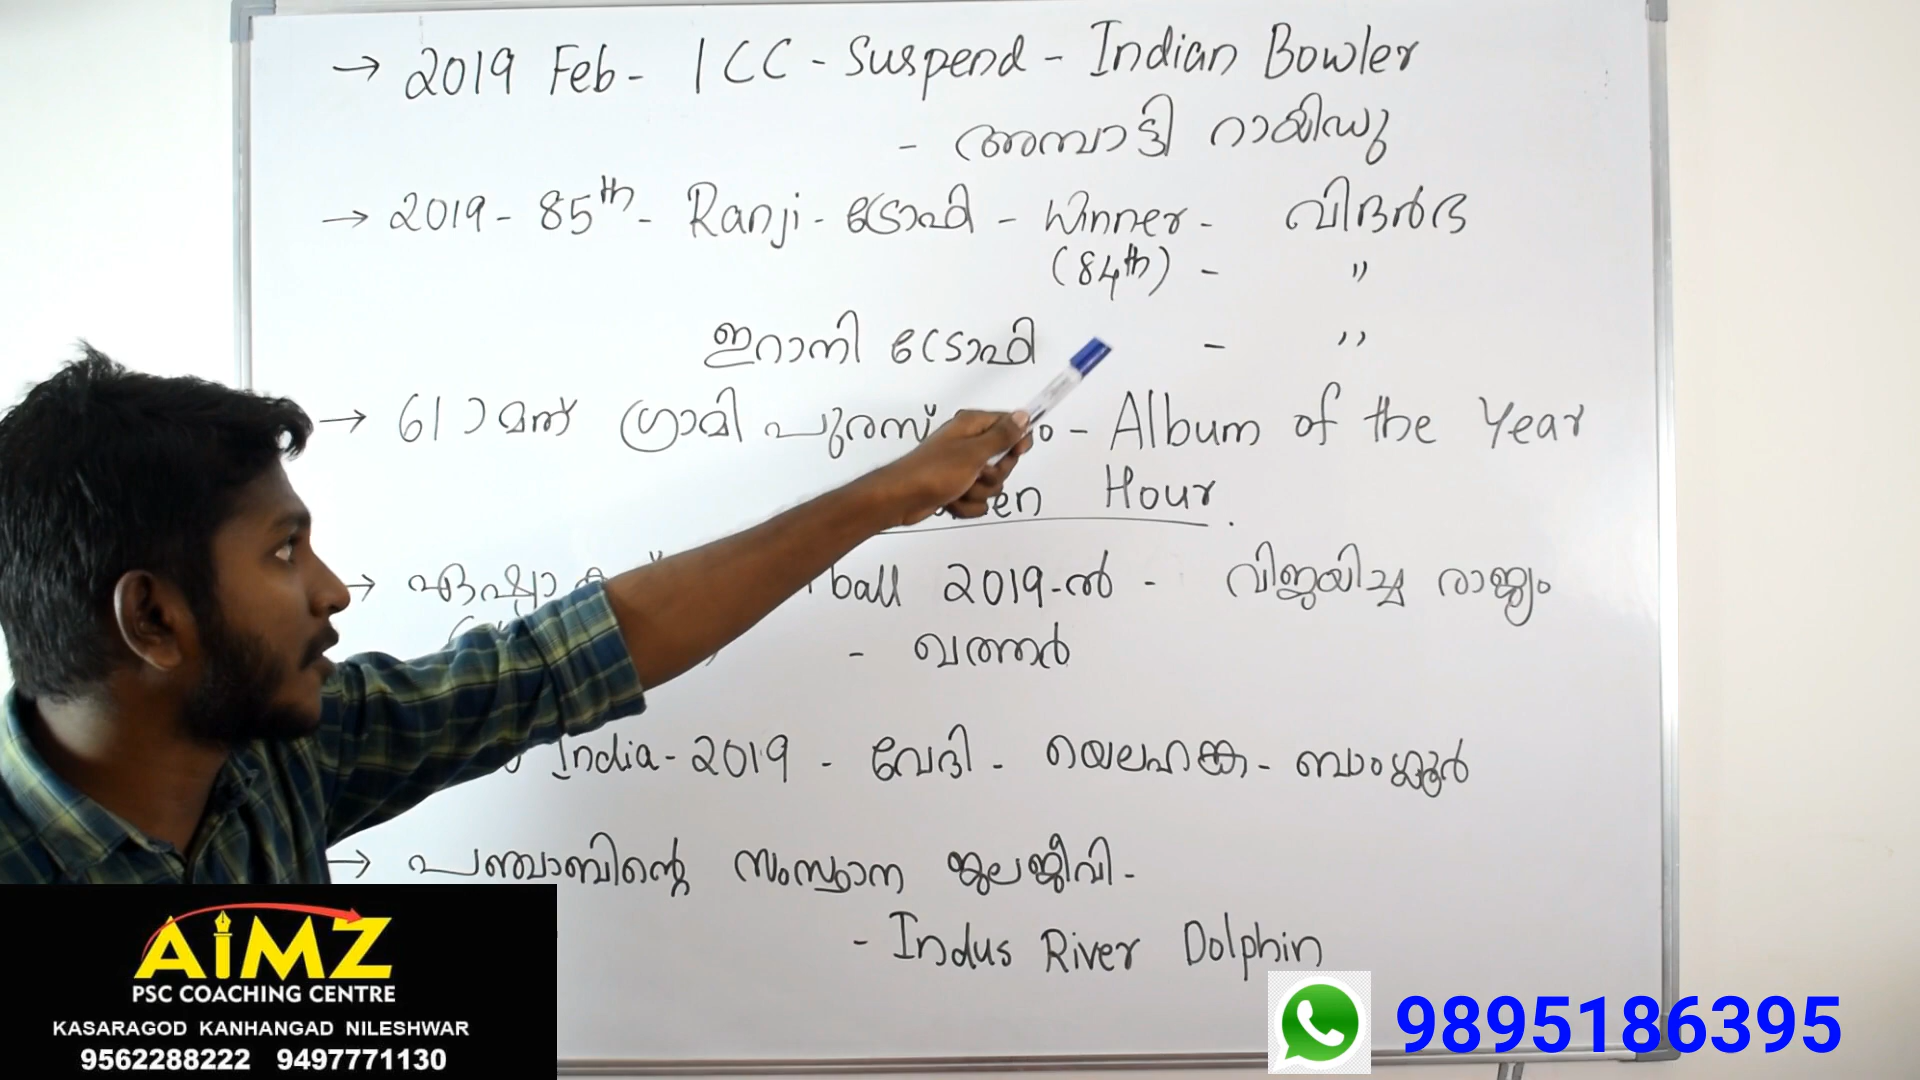 → 2019 Feb - ICC - Suspend - Indian Bowler
- അമ്പാട്ടി റായിഡു
→ 2019 - 85th - Ranji - ട്രോഫി - Winner - വിദർഭ
(84th) - "
ഇറാനി ട്രോഫി - "
→ 61 ാമത് ഗ്രാമി - Album of the Year
Hour.
→ ball 2019-ൽ - വിജയിച്ച രാജ്യം
- ഖത്തർ
India - 2019 - വേദി - യെലഹങ്ക - ബാംഗ്ലൂർ
→ പഞ്ചാബിന്റെ സംസ്ഥാന ജലജീവി -
- Indus River Dolphin
AiMZ
PSC COACHING CENTRE
KASARAGOD KANHANGAD NILESHWAR
9562288222 9497771130
9895186395